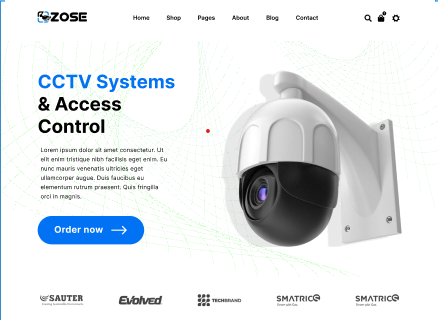 ZOSE
Home Shop Pages About Blog Contact
CCTV Systems
& Access
Control
Lorem ipsum dolor sit amet consectetur. Ut
elit enim tristique nibh facilisis eget enim. Eu
nunc mauris venenatis ultricies eget
ullamcorper augue. Duis faucibus eu
elementum rutrum praesent. Quis fringilla
orci in magnis.
Order now
SAUTER
Evolved
TECHBRAND
SMATRIC
SMATRIC